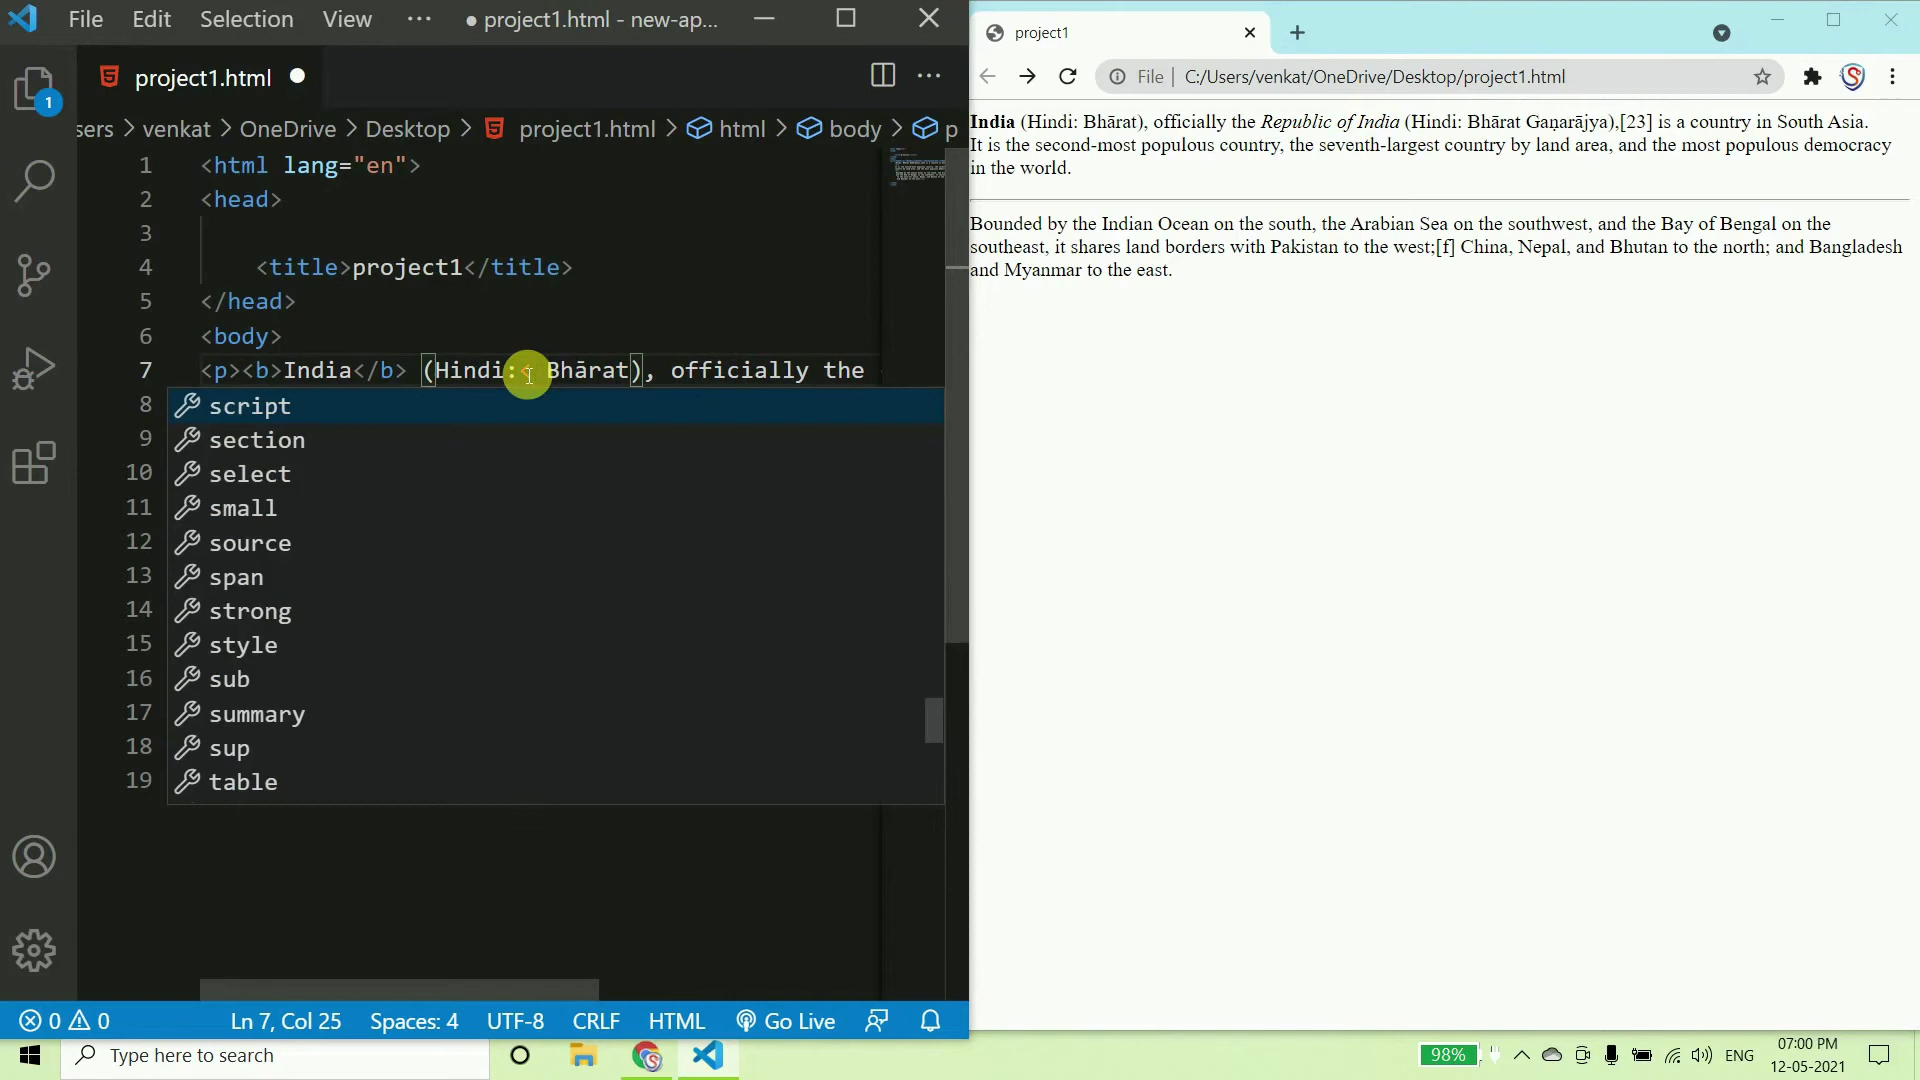 File Edit Selection View ··· ● project1.html - new-ap...
project1.html ●
sers > venkat > OneDrive > Desktop > project1.html > html > body > p
1 <html lang="en">
2 <head>
3
4 <title>project1</title>
5 </head>
6 <body>
7 <p><b>India</b> (Hindi:< Bhārat), officially the
8 script
9 section
10 select
11 small
12 source
13 span
14 strong
15 style
16 sub
17 summary
18 sup
19 table
1
0 0 Ln 7, Col 25 Spaces: 4 UTF-8 CRLF HTML Go Live
project1
File | C:/Users/venkat/OneDrive/Desktop/project1.html
India (Hindi: Bhārat), officially the Republic of India (Hindi: Bhārat Gaṇarājya),[23] is a country in South Asia.
It is the second-most populous country, the seventh-largest country by land area, and the most populous democracy
in the world.
Bounded by the Indian Ocean on the south, the Arabian Sea on the southwest, and the Bay of Bengal on the
southeast, it shares land borders with Pakistan to the west;[f] China, Nepal, and Bhutan to the north; and Bangladesh
and Myanmar to the east.
Type here to search
98% ENG 07:00 PM
12-05-2021